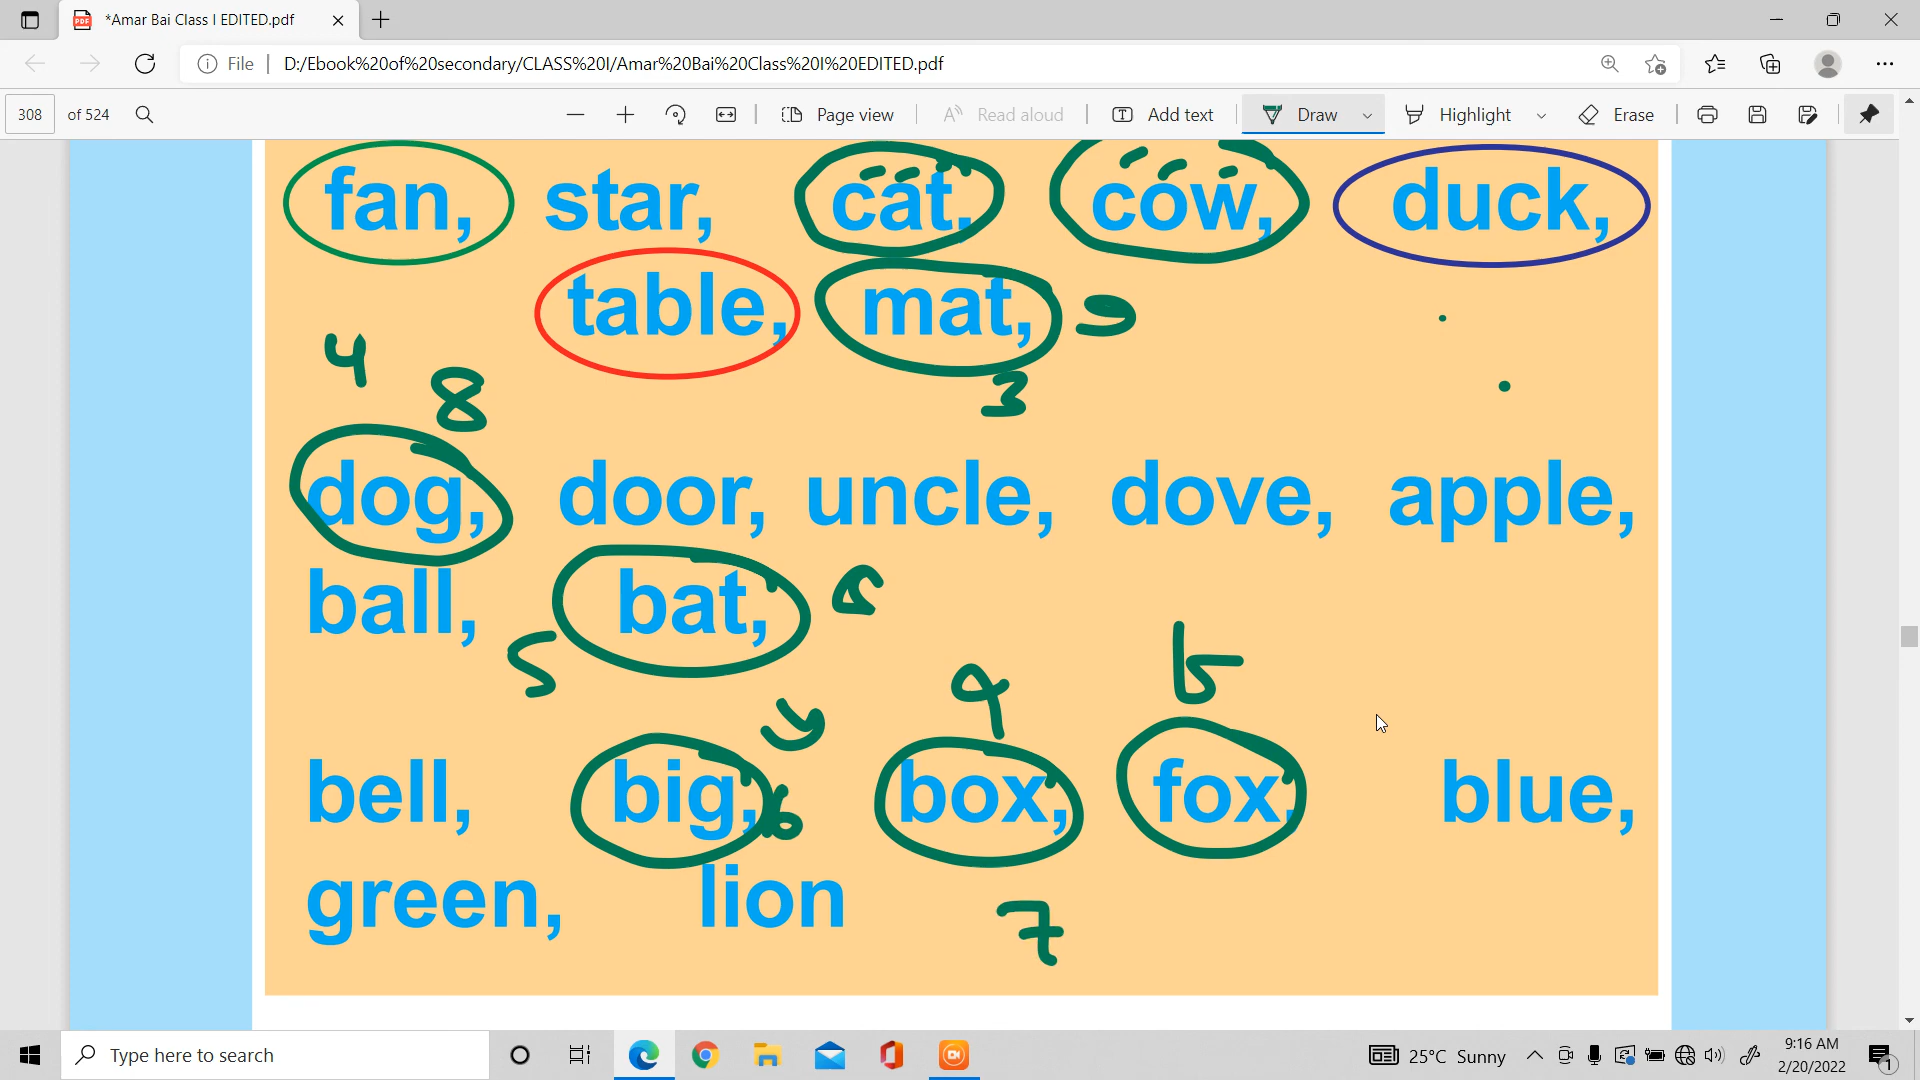 *Amar Bai Class I EDITED.pdf
File D:/Ebook%20of%20secondary/CLASS%20I/Amar%20Bai%20Class%20I%20EDITED.pdf
308 of 524 Page view Read aloud Add text Draw Highlight Erase
fan, star, cat, cow, duck,
table, mat,
4
8
3
dog, door, uncle, dove, apple,
ball, bat,
5
bell, big, box, fox, blue,
6
green, lion
7
Type here to search 25°C Sunny 9:16 AM
2/20/2022 1